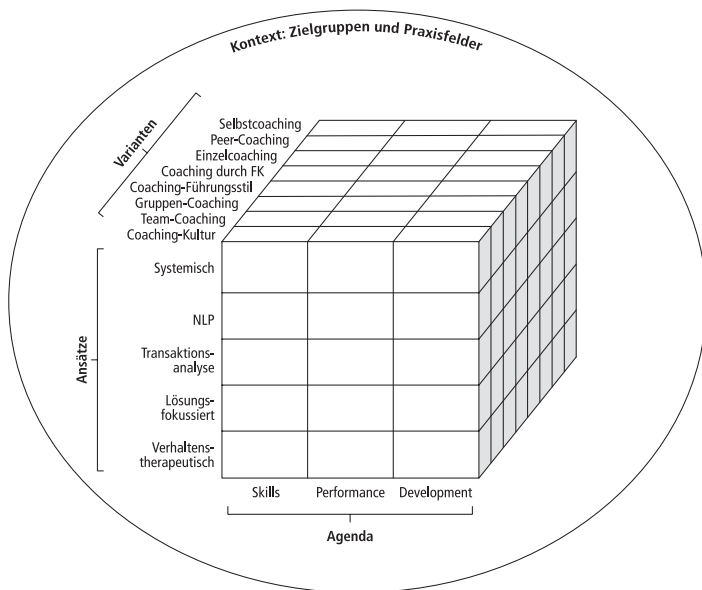 Kontext: Zielgruppen und Praxisfelder
Varianten
Selbstcoaching
Peer-Coaching
Einzelcoaching
Coaching durch FK
Coaching-Führungsstil
Gruppen-Coaching
Team-Coaching
Coaching-Kultur
Ansätze
Systemisch
NLP
Transaktions-
analyse
Lösungs-
fokussiert
Verhaltens-
therapeutisch
Skills Performance Development
Agenda